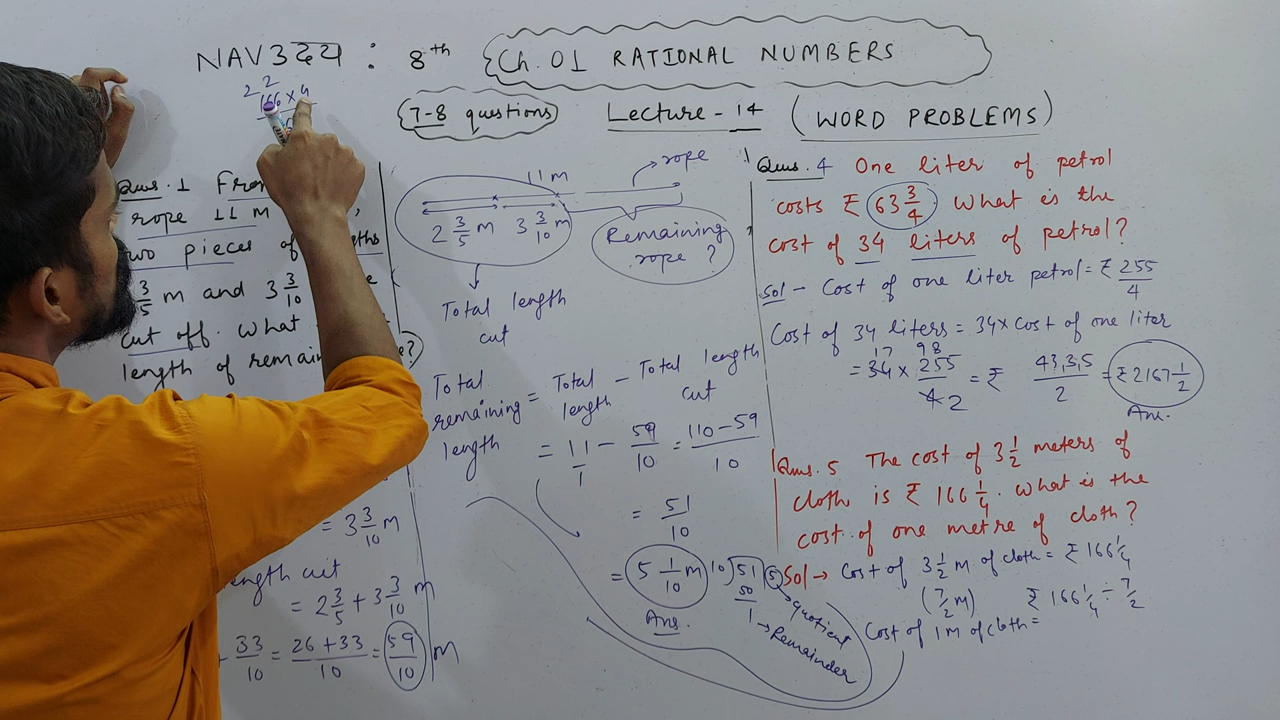 NAV3221 : 8th Ch. 01 RATIONAL NUMBERS
2 2
166 x 4
7-8 questions Lecture - 14 (WORD PROBLEMS)
Qus. 1
rope 11 m
two pieces of
3/5 m and 3 3/10
cut off. What
length of remain ?
= 3 3/10 m
ength cut
= 2 3/5 + 3 3/10 m
+ 33/10 = 26 + 33/10 = 59/10 m
11 m
rope
2 3/5 m 3 3/10 m
Remaining
rope ?
Total length
cut
Total remaining length = Total length - Total length cut
= 11/1 - 59/10 = 110 - 59/10
= 51/10
= 5 1/10 m
Ans.
10)51(5 → quotient
50
1 → Remainder
Qus. 4 One liter of petrol
costs ₹ 63 3/4 What is the
cost of 34 liters of petrol?
Sol - Cost of one liter petrol = ₹ 255/4
Cost of 34 liters = 34 x cost of one liter
17 98
= 34 x 255/4 2 = ₹ 43,3,5/2 = ₹ 2167 1/2
Ans.
Qus. 5 The cost of 3 1/2 meters of
cloth is ₹ 166 1/4. What is the
cost of one metre of cloth?
Sol → Cost of 3 1/2 m of cloth = ₹ 166 1/4
(7/2 m) ₹ 166 1/4 ÷ 7/2
Cost of 1 m of cloth =